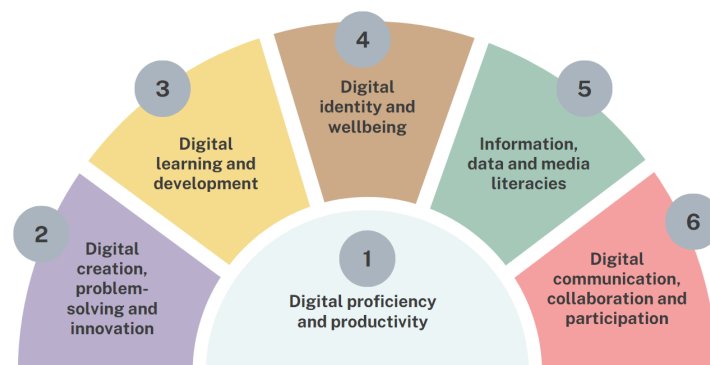 1
Digital proficiency
and productivity
2
Digital
creation,
problem-
solving and
innovation
3
Digital
learning and
development
4
Digital
identity and
wellbeing
5
Information,
data and media
literacies
6
Digital
communication,
collaboration and
participation